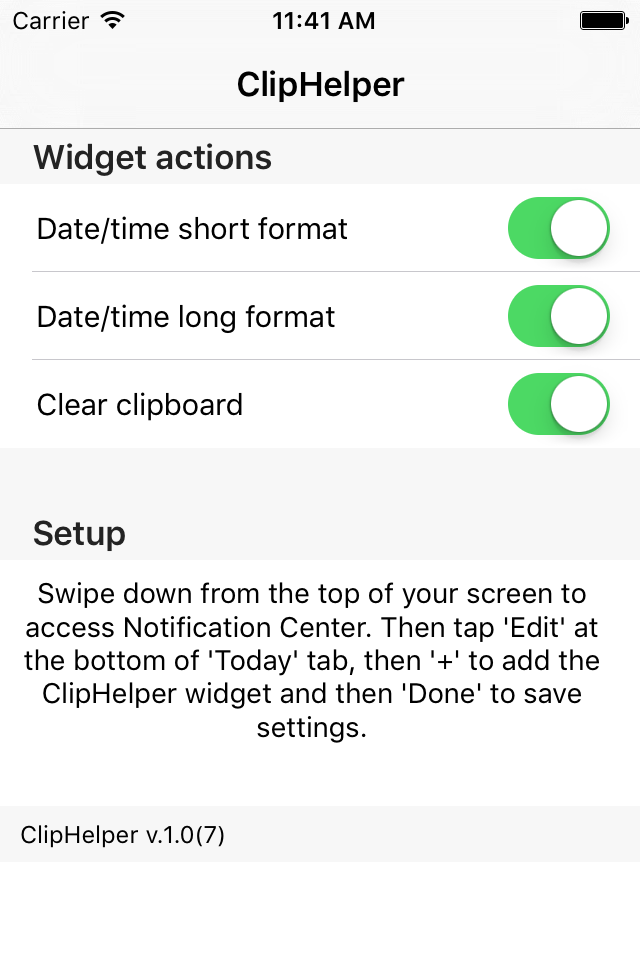 Carrier 11:41 AM
ClipHelper
Widget actions
Date/time short format
Date/time long format
Clear clipboard
Setup
Swipe down from the top of your screen to
access Notification Center. Then tap 'Edit' at
the bottom of 'Today' tab, then '+' to add the
ClipHelper widget and then 'Done' to save
settings.
ClipHelper v.1.0(7)